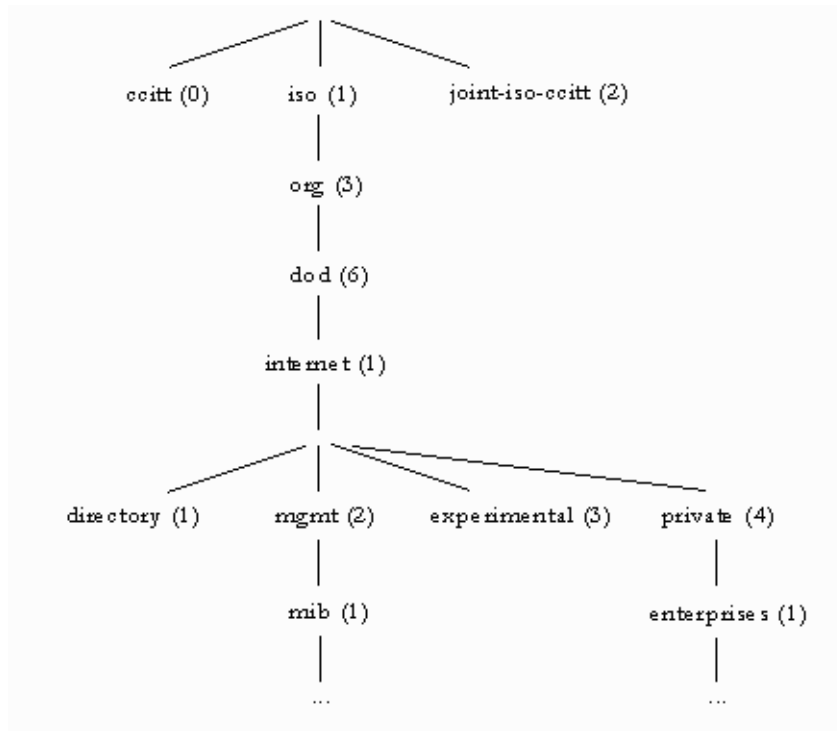 ccitt (0) iso (1) joint-iso-ccitt (2)
org (3)
dod (6)
internet (1)
directory (1) mgmt (2) experimental (3) private (4)
mib (1) enterprises (1)
... ...